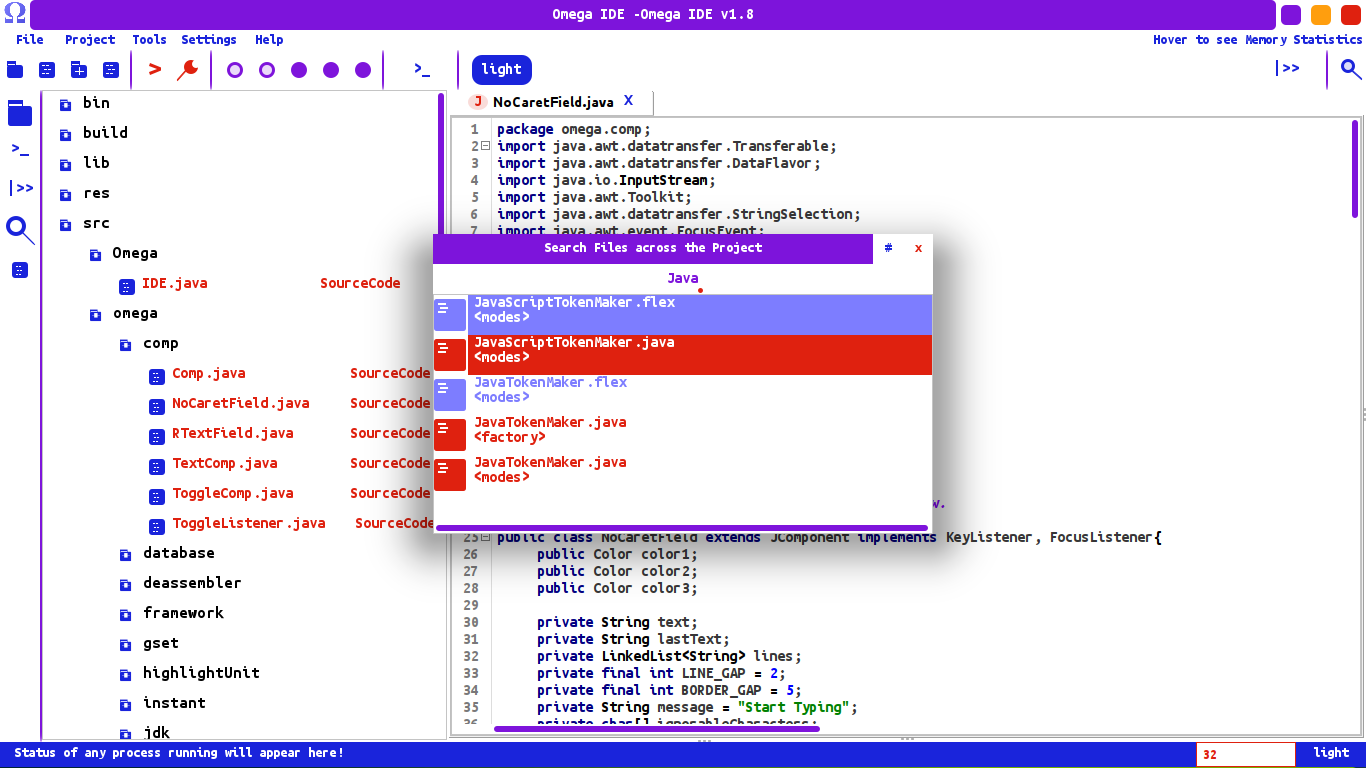 Omega IDE -Omega IDE v1.8
File Project Tools Settings Help
Hover to see Memory Statistics
> >_ light |>>
>_
|>>
bin
build
lib
res
src
Omega
IDE.java SourceCode
omega
comp
Comp.java SourceCode
NoCaretField.java SourceCode
RTextField.java SourceCode
TextComp.java SourceCode
ToggleComp.java SourceCode
ToggleListener.java SourceCode
database
deassembler
framework
gset
highlightUnit
instant
jdk
J NoCaretField.java X
1 package omega.comp;
2 import java.awt.datatransfer.Transferable;
3 import java.awt.datatransfer.DataFlavor;
4 import java.io.InputStream;
5 import java.awt.Toolkit;
6 import java.awt.datatransfer.StringSelection;
7 import java.awt.event.FocusEvent;
Search Files across the Project # x
Java
JavaScriptTokenMaker.flex
<modes>
JavaScriptTokenMaker.java
<modes>
JavaTokenMaker.flex
<modes>
JavaTokenMaker.java
<factory>
JavaTokenMaker.java
<modes>
w.
25 public class NoCaretField extends JComponent implements KeyListener, FocusListener{
26 public Color color1;
27 public Color color2;
28 public Color color3;
29
30 private String text;
31 private String lastText;
32 private LinkedList<String> lines;
33 private final int LINE_GAP = 2;
34 private final int BORDER_GAP = 5;
35 private String message = "Start Typing";
36 private char[] ignorableCharacters;
Status of any process running will appear here!
32
light